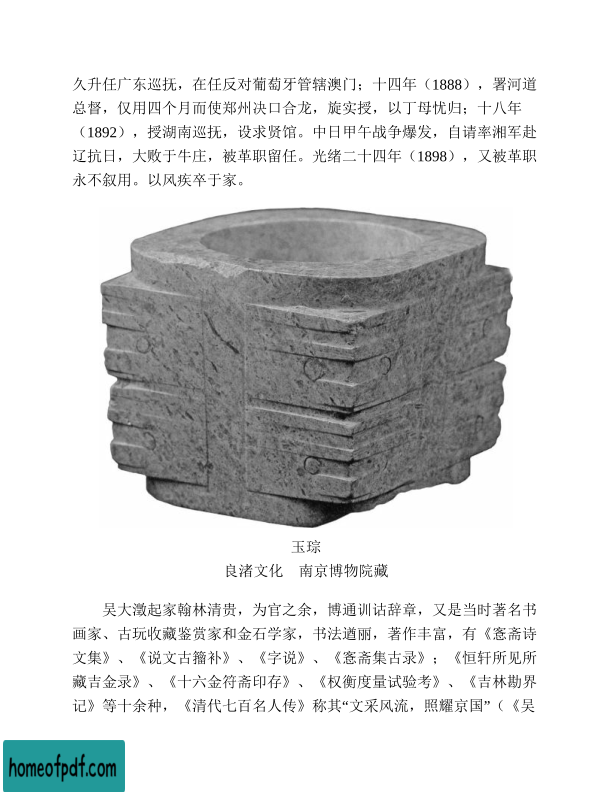 久升任广东巡抚，在任反对葡萄牙管辖澳门；十四年（1888），署河道
总督，仅用四个月而使郑州决口合龙，旋实授，以丁母忧归；十八年
（1892），授湖南巡抚，设求贤馆。中日甲午战争爆发，自请率湘军赴
辽抗日，大败于牛庄，被革职留任。光绪二十四年（1898），又被革职
永不叙用。以风疾卒于家。
玉琮
良渚文化　南京博物院藏
吴大澂起家翰林清贵，为官之余，博通训诂辞章，又是当时著名书
画家、古玩收藏鉴赏家和金石学家，书法遒丽，著作丰富，有《愙斋诗
文集》、《说文古籀补》、《字说》、《愙斋集古录》；《恒轩所见所
藏吉金录》、《十六金符斋印存》、《权衡度量试验考》、《吉林勘界
记》等十余种，《清代七百名人传》称其“文采风流，照耀京国”（《吴
homeofpdf.com